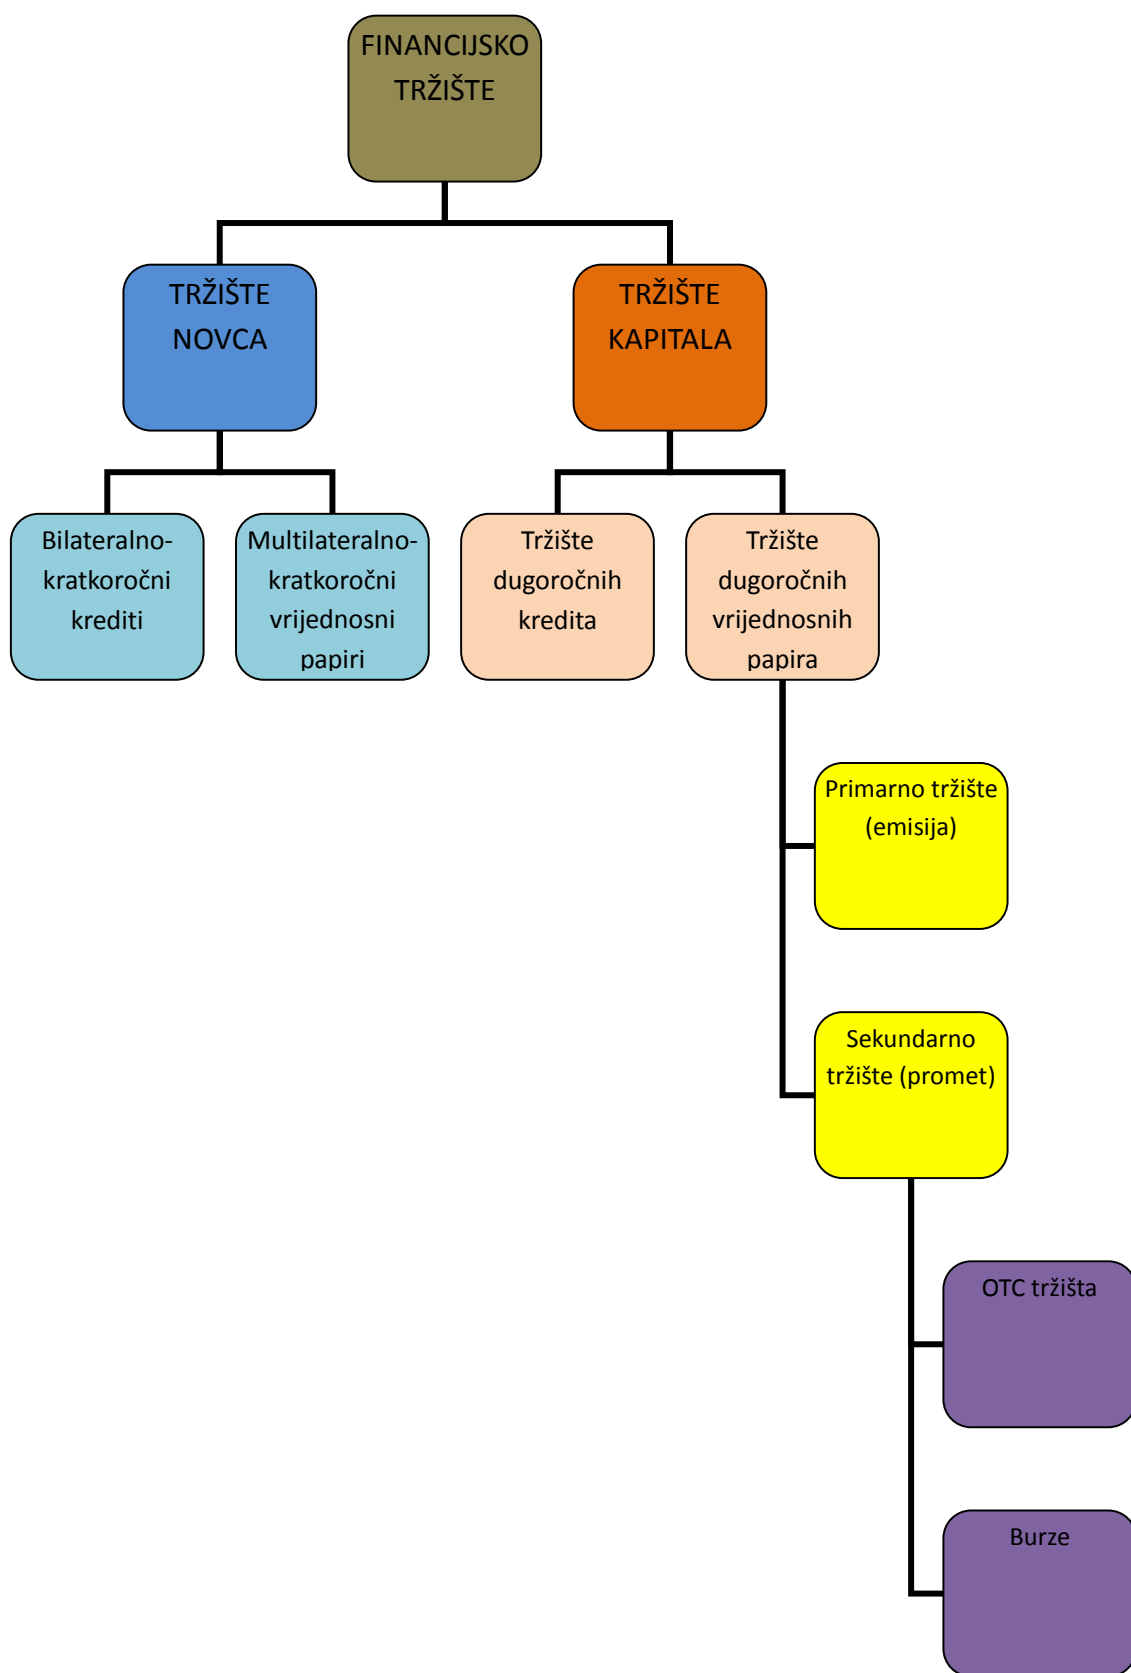 FINANCIJSKO
TRŽIŠTE
TRŽIŠTE
NOVCA
TRŽIŠTE
KAPITALA
Bilateralno-
kratkoročni
krediti
Multilateralno-
kratkoročni
vrijednosni
papiri
Tržište
dugoročnih
kredita
Tržište
dugoročnih
vrijednosnih
papira
Primarno tržište
(emisija)
Sekundarno
tržište (promet)
OTC tržišta
Burze